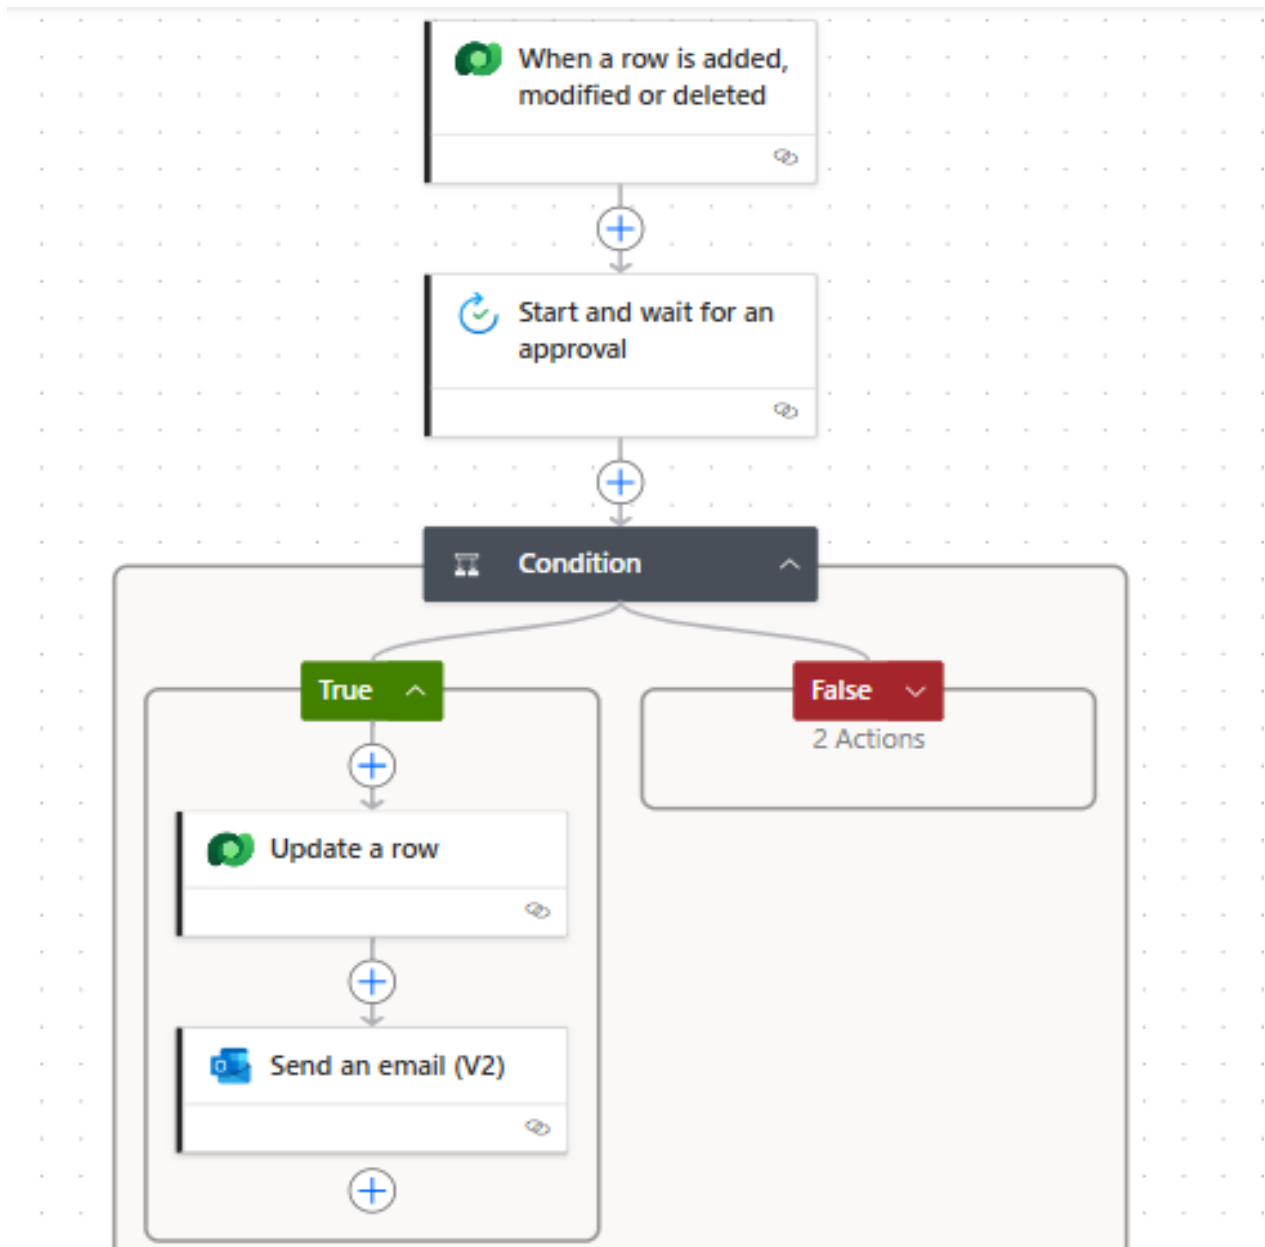 When a row is added,
modified or deleted
Start and wait for an
approval
Condition
True
False
2 Actions
Update a row
Send an email (V2)